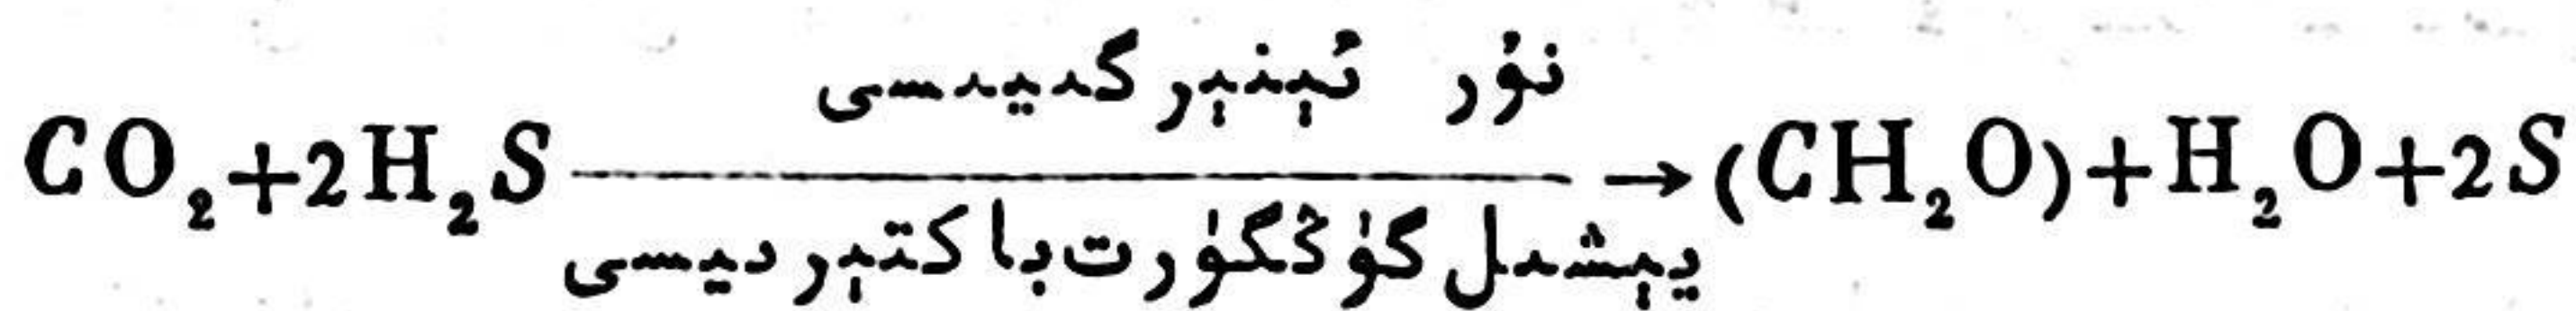 نۇر ئېنېرگىيىسى
CO₂+2H₂S ⟶ (CH₂O)+H₂O+2S
يېشىل گۈڭگۈرت باكتېرىيىسى